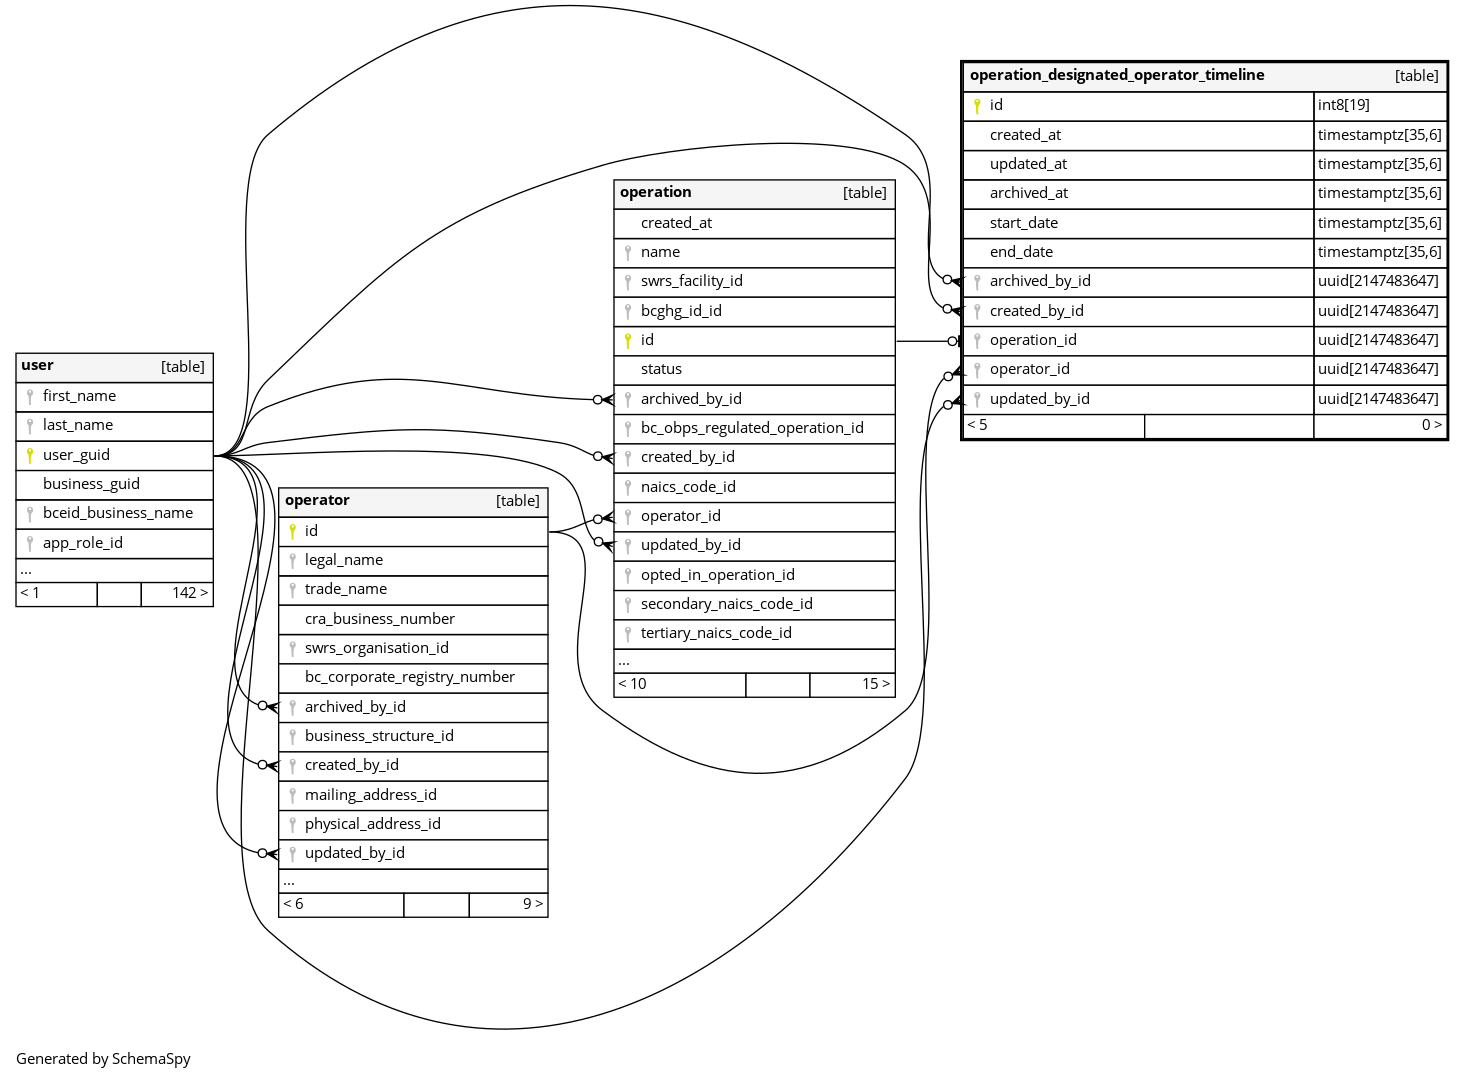 operation_designated_operator_timeline [table]
id int8[19]
created_at timestamptz[35,6]
updated_at timestamptz[35,6]
archived_at timestamptz[35,6]
start_date timestamptz[35,6]
end_date timestamptz[35,6]
archived_by_id uuid[2147483647]
created_by_id uuid[2147483647]
operation_id uuid[2147483647]
operator_id uuid[2147483647]
updated_by_id uuid[2147483647]
< 5 0 >
operation [table]
created_at
name
swrs_facility_id
bcghg_id_id
id
status
archived_by_id
bc_obps_regulated_operation_id
created_by_id
naics_code_id
operator_id
updated_by_id
opted_in_operation_id
secondary_naics_code_id
tertiary_naics_code_id
...
< 10 15 >
user [table]
first_name
last_name
user_guid
business_guid
bceid_business_name
app_role_id
...
< 1 142 >
operator [table]
id
legal_name
trade_name
cra_business_number
swrs_organisation_id
bc_corporate_registry_number
archived_by_id
business_structure_id
created_by_id
mailing_address_id
physical_address_id
updated_by_id
...
< 6 9 >
Generated by SchemaSpy